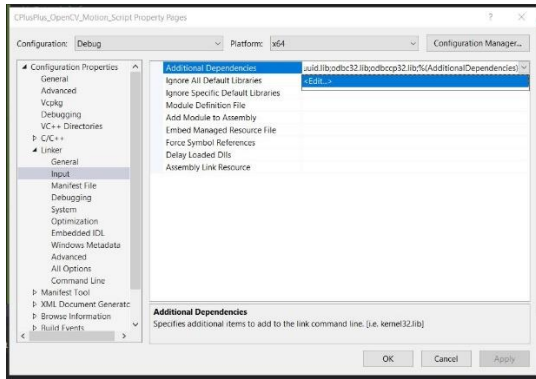 CPlusPlus_OpenCV_Motion_Script Property Pages
Configuration: Debug Platform: x64 Configuration Manager...
Configuration Properties
General
Advanced
Vcpkg
Debugging
VC++ Directories
C/C++
Linker
General
Input
Manifest File
Debugging
System
Optimization
Embedded IDL
Windows Metadata
Advanced
All Options
Command Line
Manifest Tool
XML Document Generatc
Browse Information
Build Events
Additional Dependencies uuid.lib;odbc32.lib;odbccp32.lib;%(AdditionalDependencies)
Ignore All Default Libraries <Edit...>
Ignore Specific Default Libraries
Module Definition File
Add Module to Assembly
Embed Managed Resource File
Force Symbol References
Delay Loaded Dlls
Assembly Link Resource
Additional Dependencies
Specifies additional items to add to the link command line. [i.e. kernel32.lib]
OK Cancel Apply